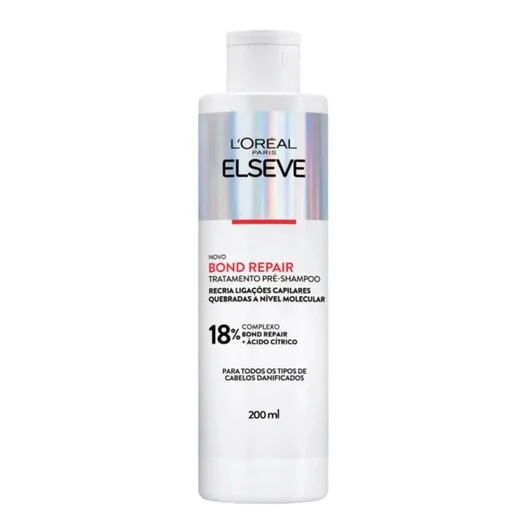 L'ORÉAL
PARIS
ELSEVE
NOVO
BOND REPAIR
TRATAMENTO PRÉ-SHAMPOO
RECRIA LIGAÇÕES CAPILARES
QUEBRADAS A NÍVEL MOLECULAR
18% COMPLEXO
BOND REPAIR
+ ÁCIDO CÍTRICO
PARA TODOS OS TIPOS DE
CABELOS DANIFICADOS
200 ml